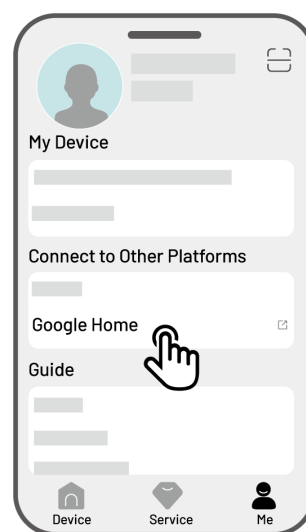 My Device
Connect to Other Platforms
Google Home
Guide
Device Service Me